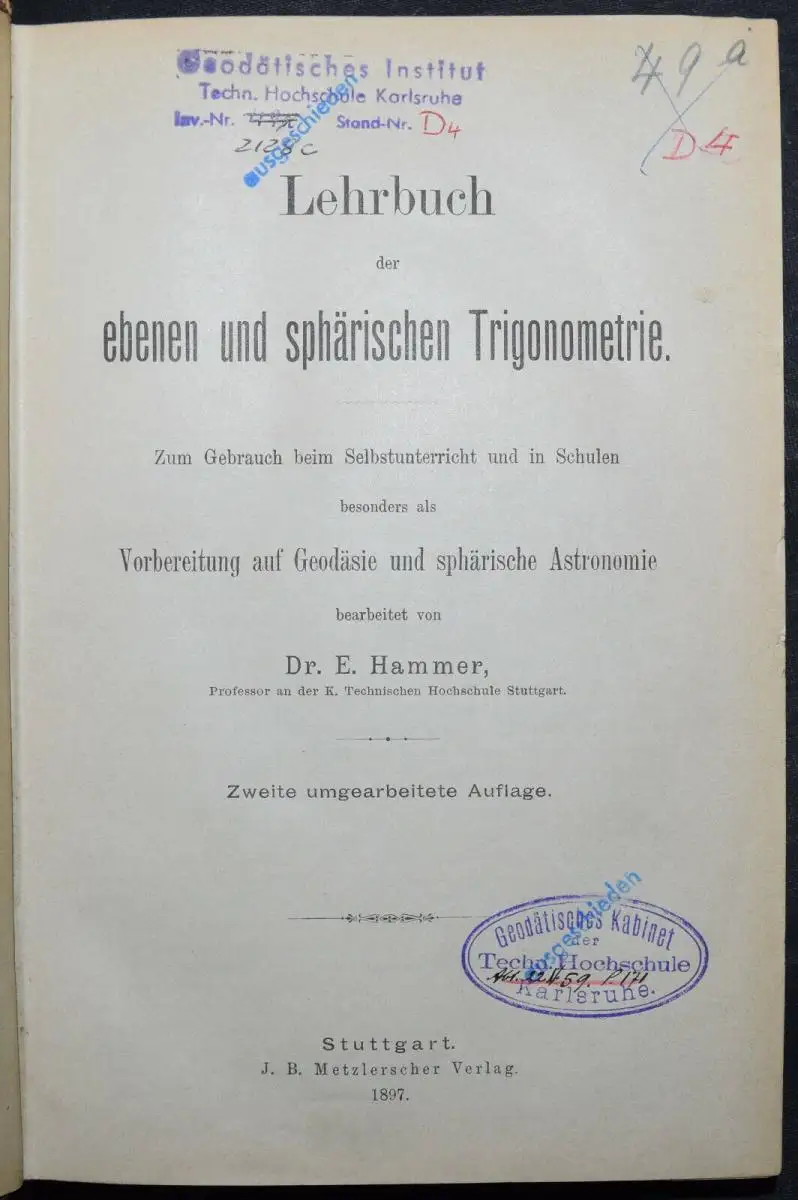 Geodätisches Institut
Techn. Hochschule Karlsruhe
Inv.-Nr. Stand-Nr. D4
2128c
ausgeschieden
49a
D4
Lehrbuch
der
ebenen und sphärischen Trigonometrie.
Zum Gebrauch beim Selbstunterricht und in Schulen
besonders als
Vorbereitung auf Geodäsie und sphärische Astronomie
bearbeitet von
Dr. E. Hammer,
Professor an der K. Technischen Hochschule Stuttgart.
Zweite umgearbeitete Auflage.
ausgeschieden
Geodätisches Kabinet
der
Techn. Hochschule
Karlsruhe.
Stuttgart.
J. B. Metzlerscher Verlag.
1897.